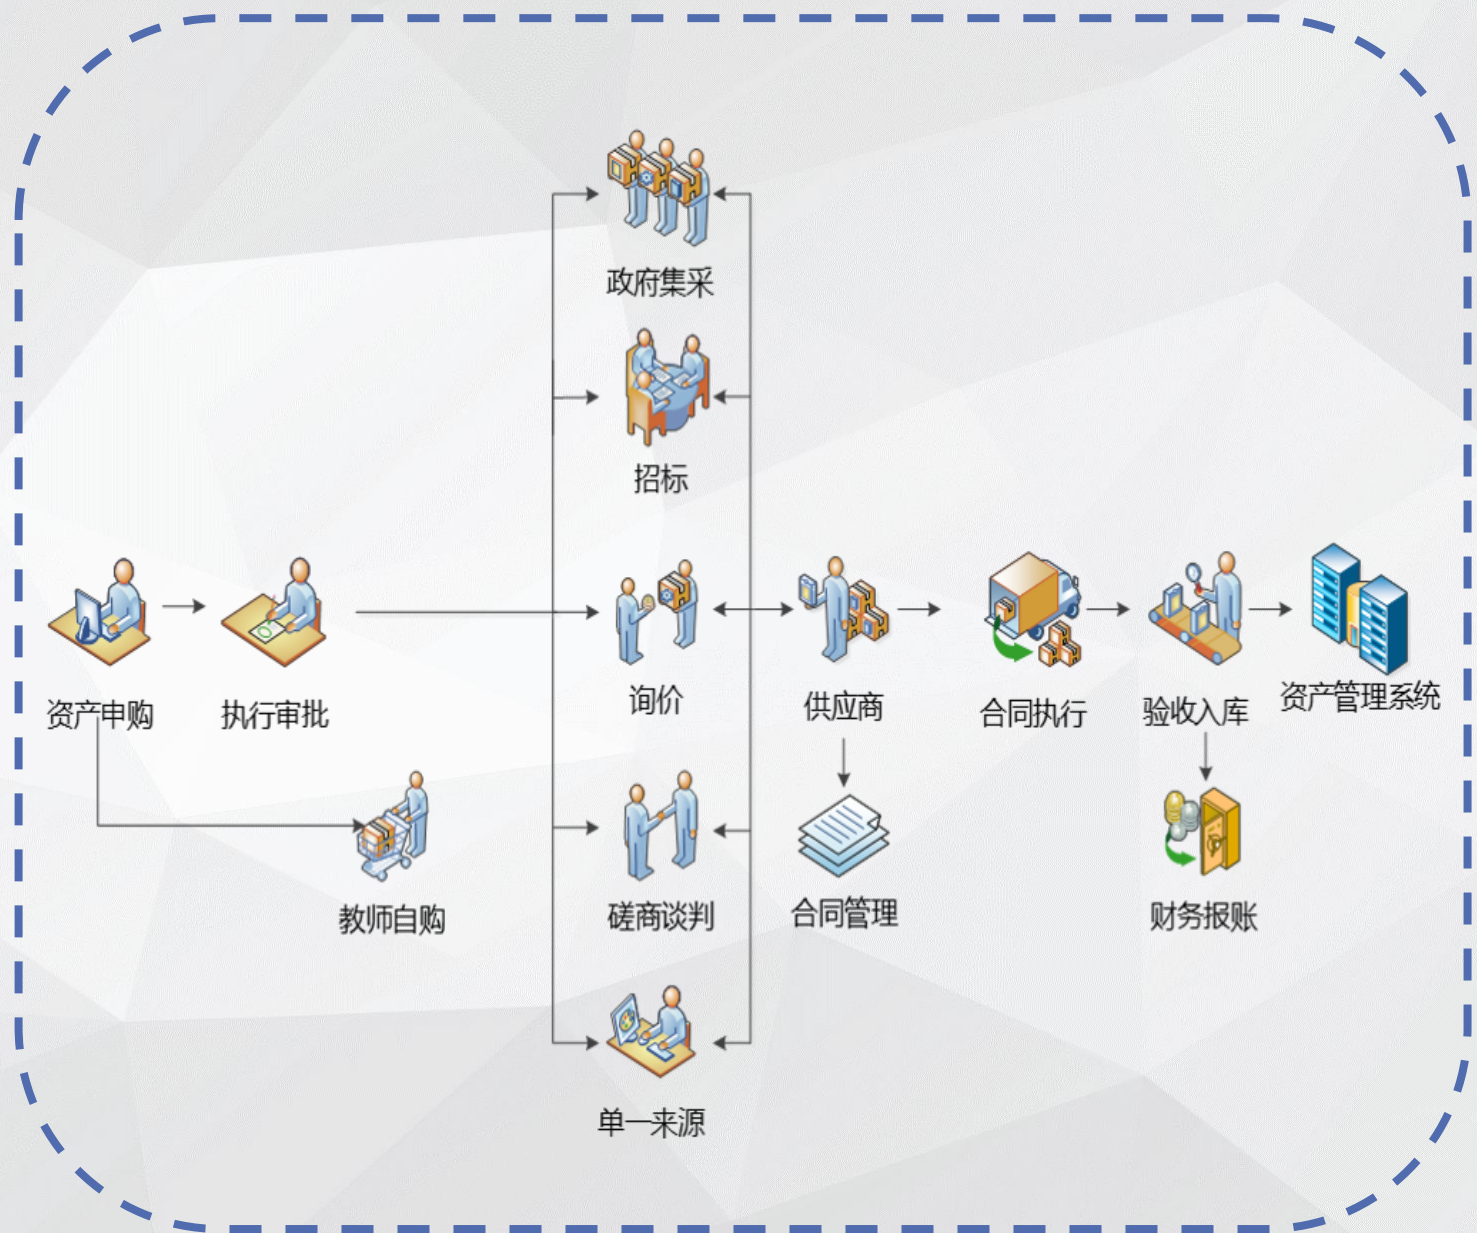 政府集采
招标
资产申购
执行审批
询价
供应商
合同执行
验收入库
资产管理系统
教师自购
磋商谈判
合同管理
财务报账
单一来源